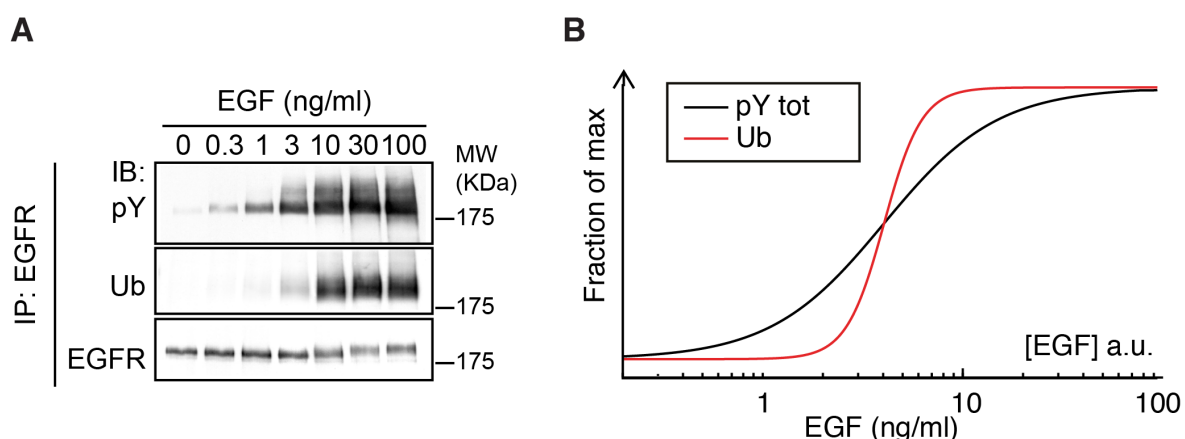 A
EGF (ng/ml)
0 0.3 1 3 10 30 100
MW
(KDa)
IB:
pY
175
Ub
175
EGFR
175
IP: EGFR
B
pY tot
Ub
Fraction of max
[EGF] a.u.
1 10 100
EGF (ng/ml)